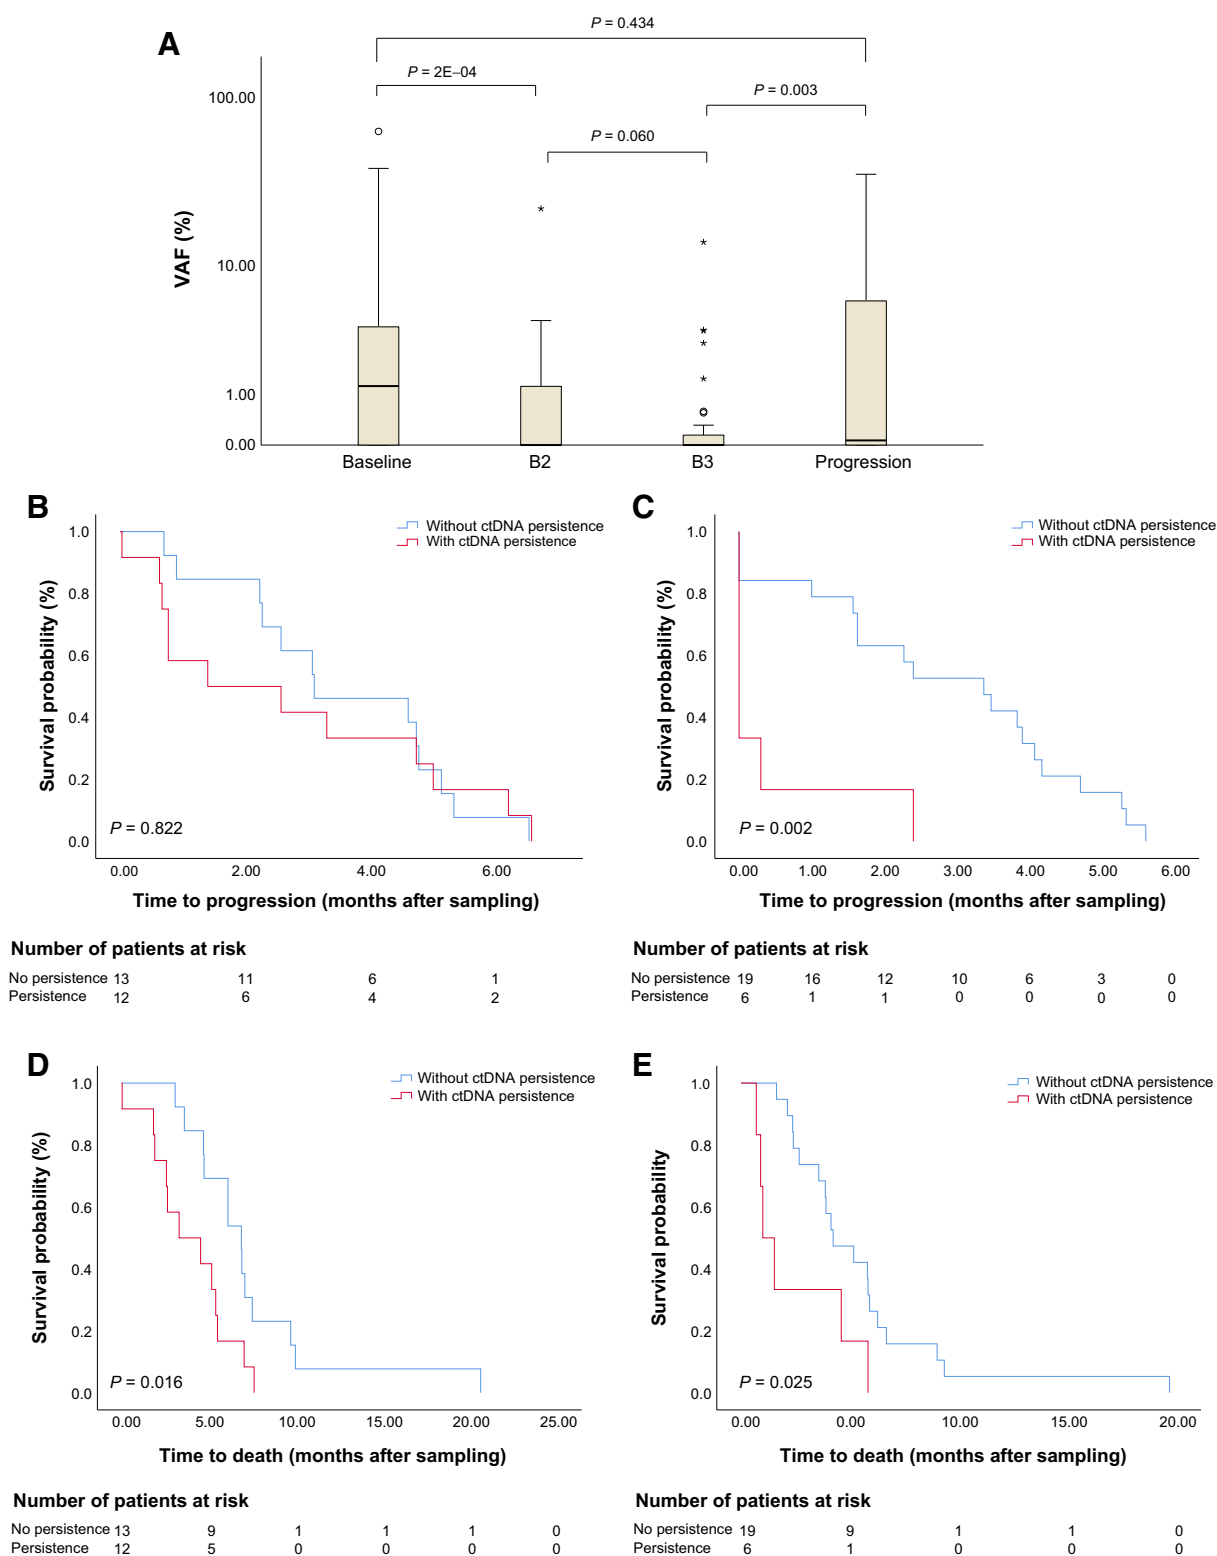 A
P = 0.434
P = 2E–04
P = 0.003
P = 0.060
VAF (%)
100.00
10.00
1.00
0.00
Baseline B2 B3 Progression
B
Without ctDNA persistence
With ctDNA persistence
Survival probability (%)
1.0
0.8
0.6
0.4
0.2
0.0
P = 0.822
0.00 2.00 4.00 6.00
Time to progression (months after sampling)
Number of patients at risk
No persistence 13 11 6 1
Persistence 12 6 4 2
C
Without ctDNA persistence
With ctDNA persistence
Survival probability (%)
1.0
0.8
0.6
0.4
0.2
0.0
P = 0.002
0.00 1.00 2.00 3.00 4.00 5.00 6.00
Time to progression (months after sampling)
Number of patients at risk
No persistence 19 16 12 10 6 3 0
Persistence 6 1 1 0 0 0 0
D
Without ctDNA persistence
With ctDNA persistence
Survival probability (%)
1.0
0.8
0.6
0.4
0.2
0.0
P = 0.016
0.00 5.00 10.00 15.00 20.00 25.00
Time to death (months after sampling)
Number of patients at risk
No persistence 13 9 1 1 1 0
Persistence 12 5 0 0 0 0
E
Without ctDNA persistence
With ctDNA persistence
Survival probability
1.0
0.8
0.6
0.4
0.2
0.0
P = 0.025
0.00 0.00 10.00 15.00 20.00
Time to death (months after sampling)
Number of patients at risk
No persistence 19 9 1 1 0
Persistence 6 1 0 0 0